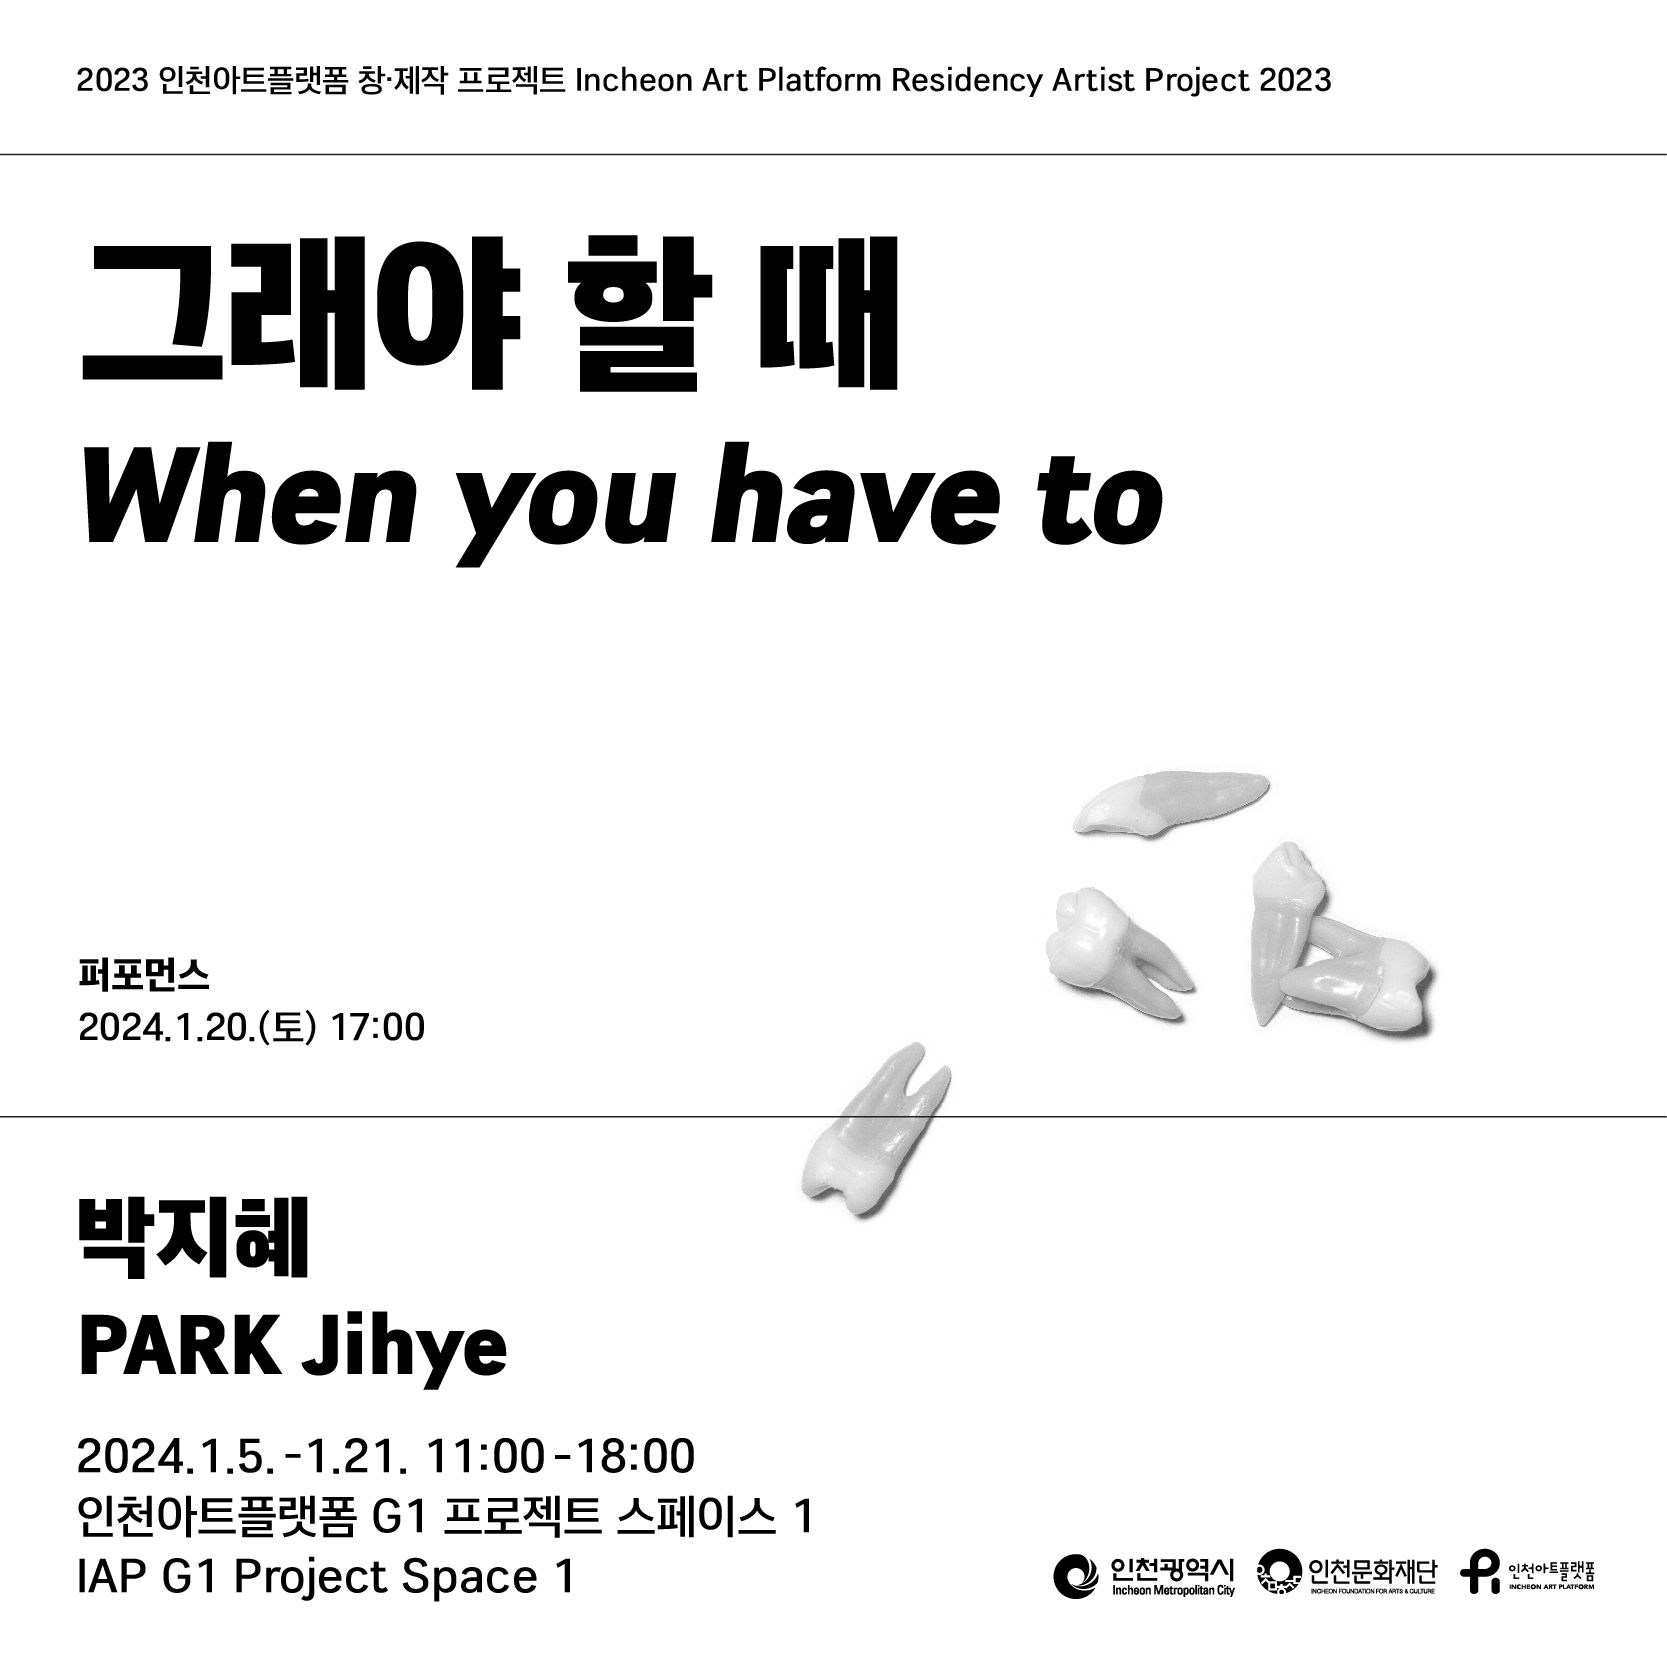 2023 인천아트플랫폼 창·제작 프로젝트 Incheon Art Platform Residency Artist Project 2023
그래야 할 때
When you have to
퍼포먼스
2024.1.20.(토) 17:00
박지혜
PARK Jihye
2024.1.5.-1.21. 11:00-18:00
인천아트플랫폼 G1 프로젝트 스페이스 1
IAP G1 Project Space 1
인천광역시
Incheon Metropolitan City
인천문화재단
INCHEON FOUNDATION FOR ARTS & CULTURE
인천아트플랫폼
INCHEON ART PLATFORM